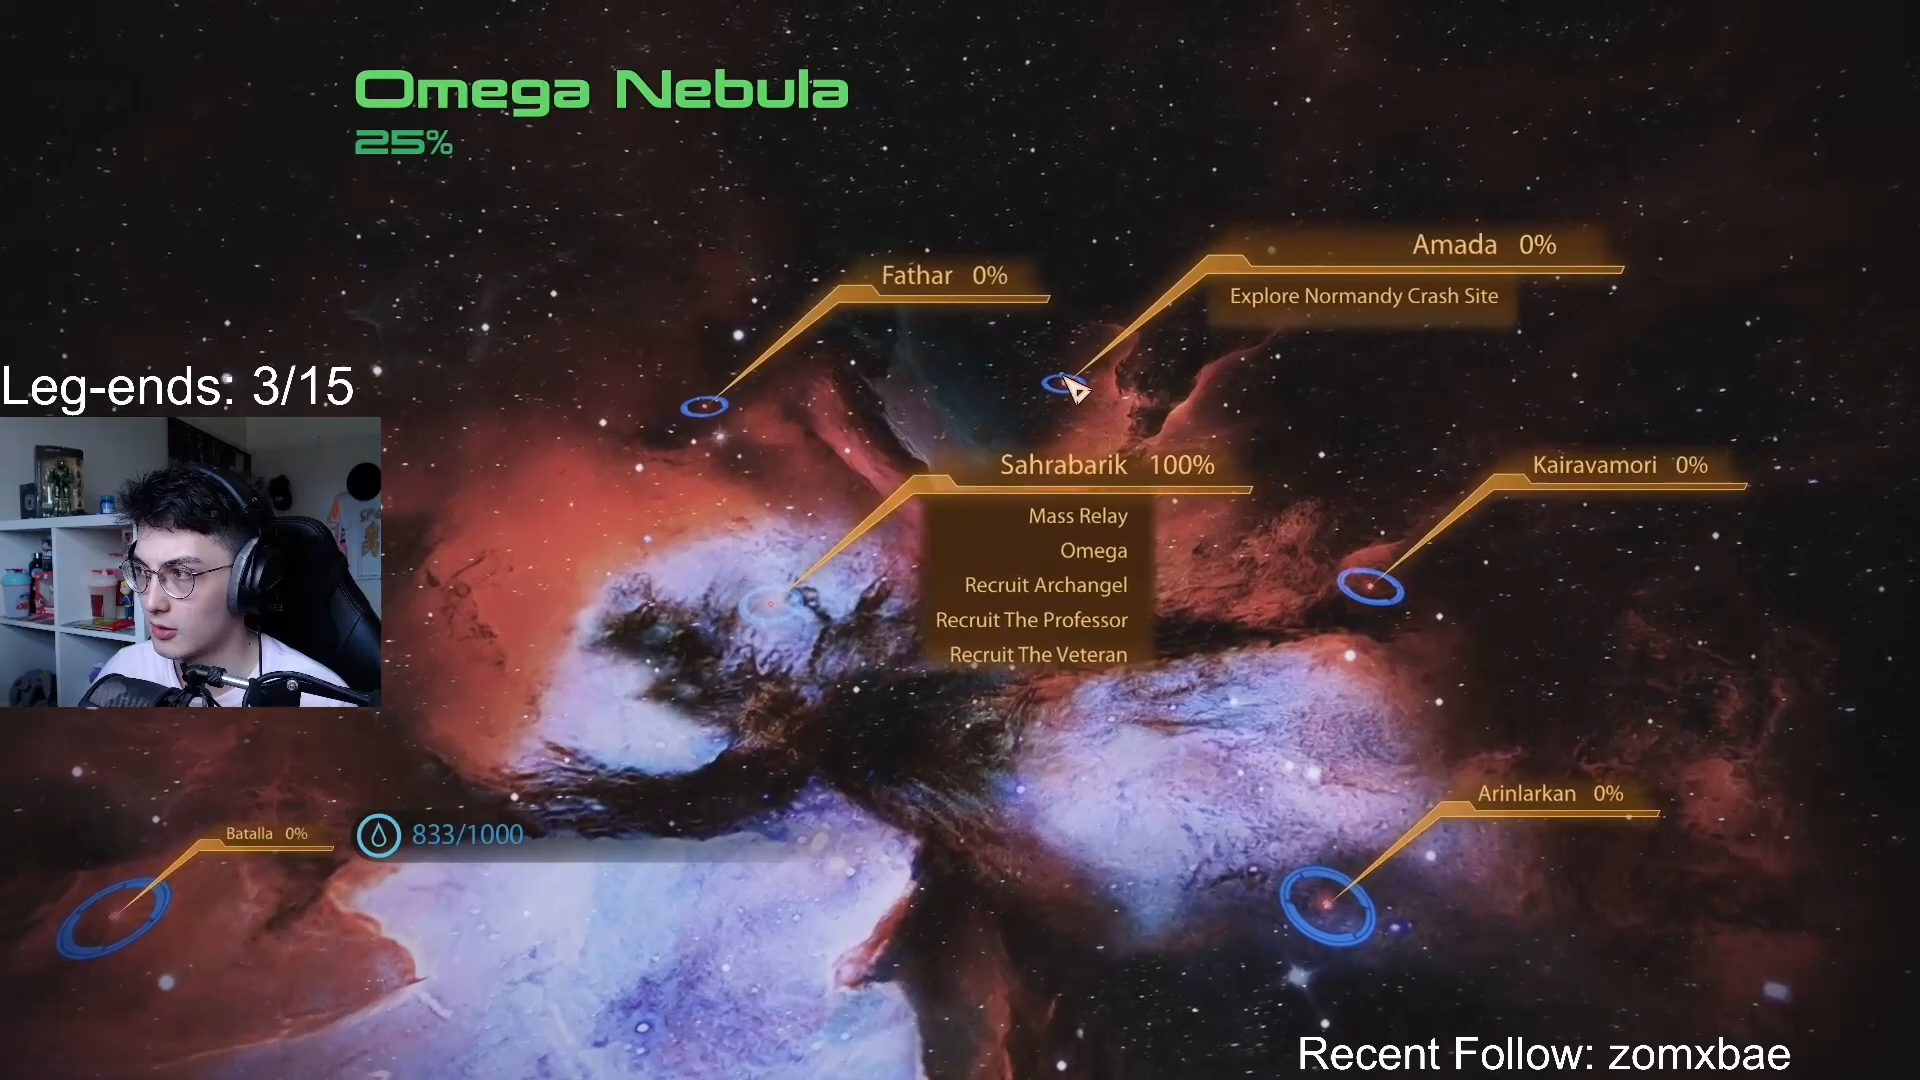 Omega Nebula
25%
Amada 0%
Explore Normandy Crash Site
Fathar 0%
Leg-ends: 3/15
Sahrabarik 100%
Mass Relay
Omega
Recruit Archangel
Recruit The Professor
Recruit The Veteran
Kairavamori 0%
Arinlarkan 0%
Batalla 0%
833/1000
Recent Follow: zomxbae